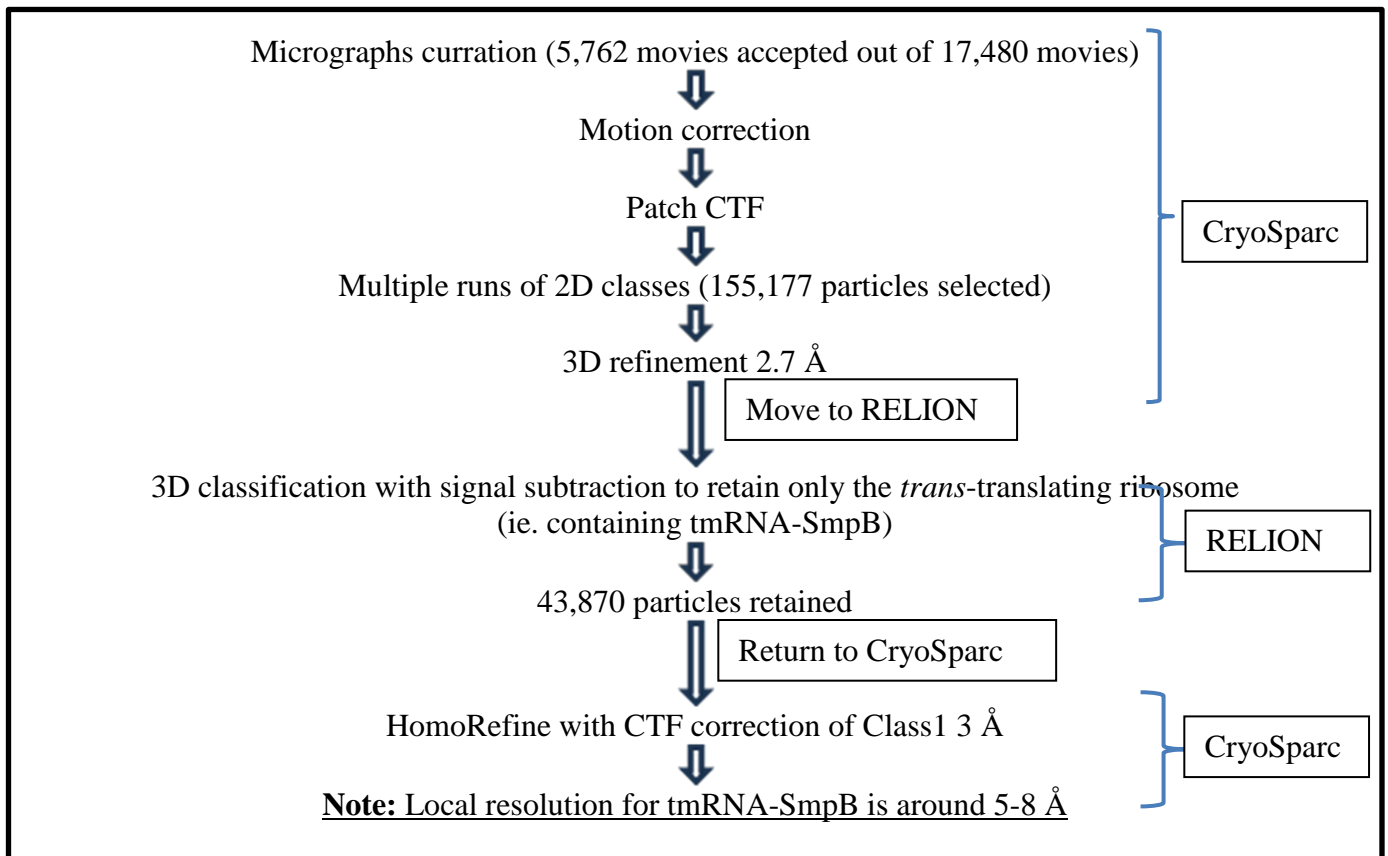 Micrographs curration (5,762 movies accepted out of 17,480 movies)
Motion correction
Patch CTF
CryoSparc
Multiple runs of 2D classes (155,177 particles selected)
3D refinement 2.7 Å
Move to RELION
3D classification with signal subtraction to retain only the trans-translating ribosome
(ie. containing tmRNA-SmpB)
RELION
43,870 particles retained
Return to CryoSparc
HomoRefine with CTF correction of Class1 3 Å
CryoSparc
Note: Local resolution for tmRNA-SmpB is around 5-8 Å